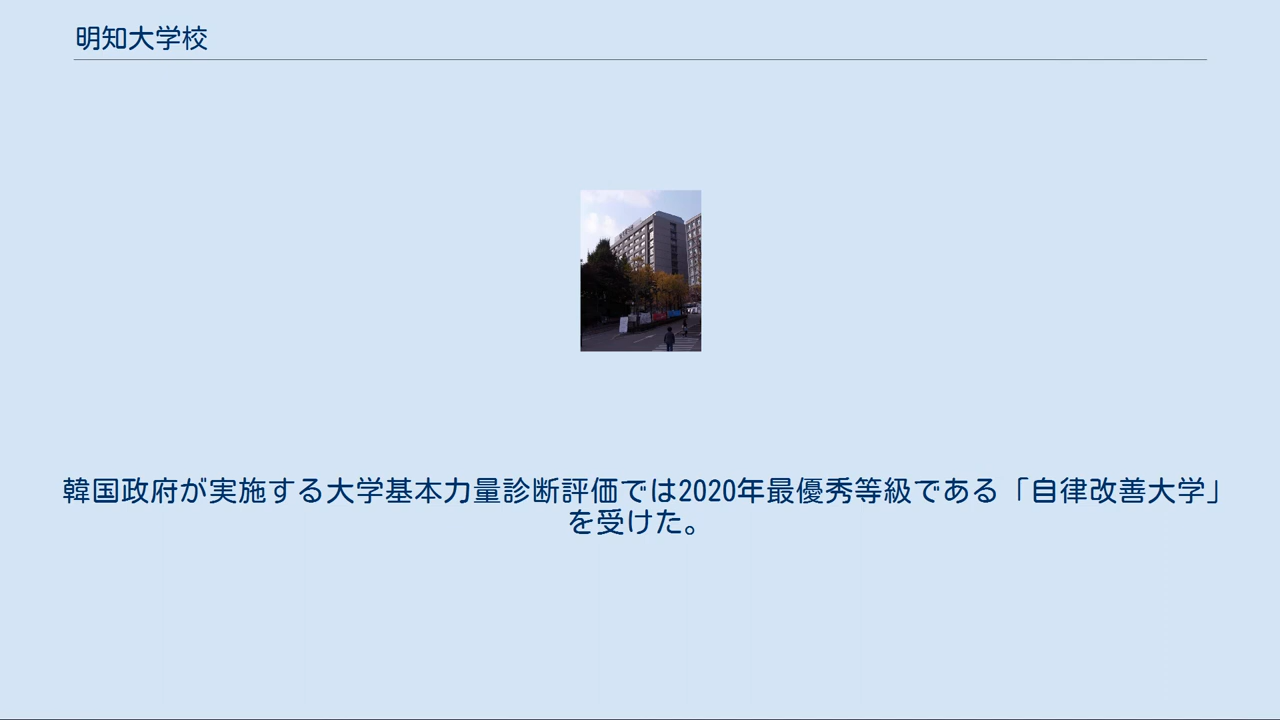 明知大学校
韓国政府が実施する大学基本力量診断評価では2020年最優秀等級である「自律改善大学」
を受けた。